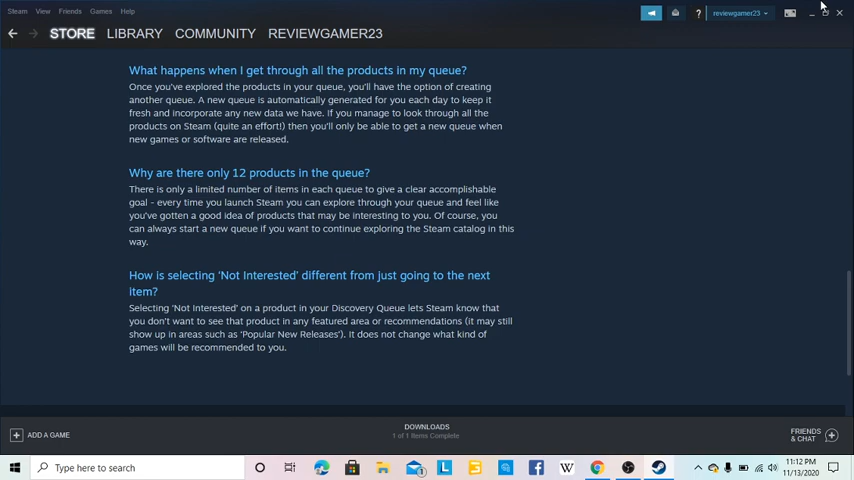 Steam View Friends Games Help
? reviewgamer23
STORE LIBRARY COMMUNITY REVIEWGAMER23
What happens when I get through all the products in my queue?
Once you've explored the products in your queue, you'll have the option of creating
another queue. A new queue is automatically generated for you each day to keep it
fresh and incorporate any new data we have. If you manage to look through all the
products on Steam (quite an effort!) then you'll only be able to get a new queue when
new games or software are released.
Why are there only 12 products in the queue?
There is only a limited number of items in each queue to give a clear accomplishable
goal - every time you launch Steam you can explore through your queue and feel like
you've gotten a good idea of products that may be interesting to you. Of course, you
can always start a new queue if you want to continue exploring the Steam catalog in this
way.
How is selecting 'Not Interested' different from just going to the next
item?
Selecting 'Not Interested' on a product in your Discovery Queue lets Steam know that
you don't want to see that product in any featured area or recommendations (it may still
show up in areas such as 'Popular New Releases'). It does not change what kind of
games will be recommended to you.
ADD A GAME
DOWNLOADS
1 of 1 Items Complete
FRIENDS
& CHAT
Type here to search
1
L
S
f
W
11:12 PM
11/13/2020